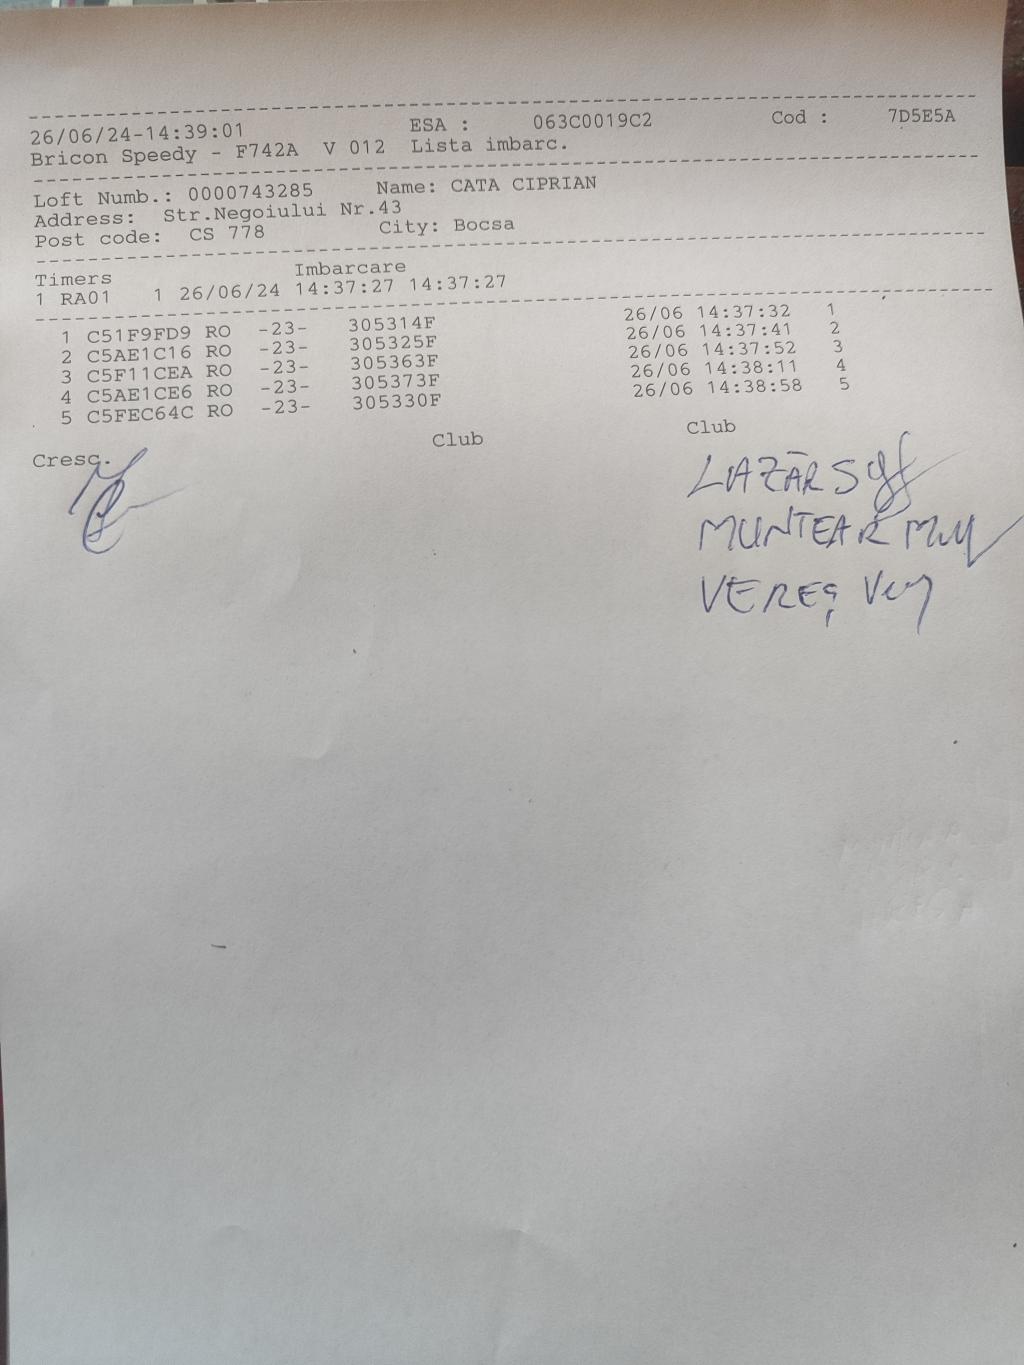 26/06/24-14:39:01 ESA : 063C0019C2 Cod : 7D5E5A
Bricon Speedy - F742A V 012 Lista imbarc.
Loft Numb.: 0000743285 Name: CATA CIPRIAN
Address: Str.Negoiului Nr.43
Post code: CS 778 City: Bocsa
Timers Imbarcare
1 RA01 1 26/06/24 14:37:27 14:37:27
1 C51F9FD9 RO -23- 305314F 26/06 14:37:32 1
2 C5AE1C16 RO -23- 305325F 26/06 14:37:41 2
3 C5F11CEA RO -23- 305363F 26/06 14:37:52 3
4 C5AE1CE6 RO -23- 305373F 26/06 14:38:11 4
5 C5FEC64C RO -23- 305330F 26/06 14:38:58 5
Cresc. Club Club
LAZĂR S
MUNTEAN
VEREȘ